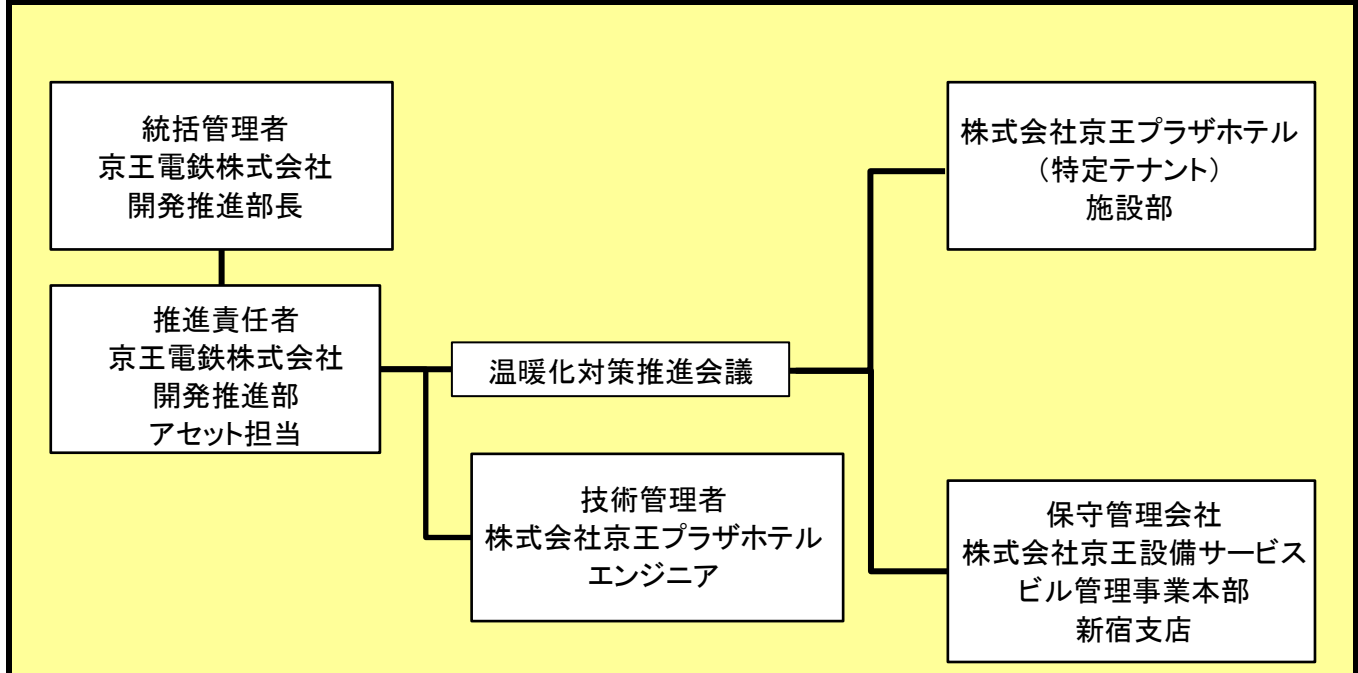 統括管理者
京王電鉄株式会社
開発推進部長
推進責任者
京王電鉄株式会社
開発推進部
アセット担当
温暖化対策推進会議
技術管理者
株式会社京王プラザホテル
エンジニア
株式会社京王プラザホテル
（特定テナント）
施設部
保守管理会社
株式会社京王設備サービス
ビル管理事業本部
新宿支店